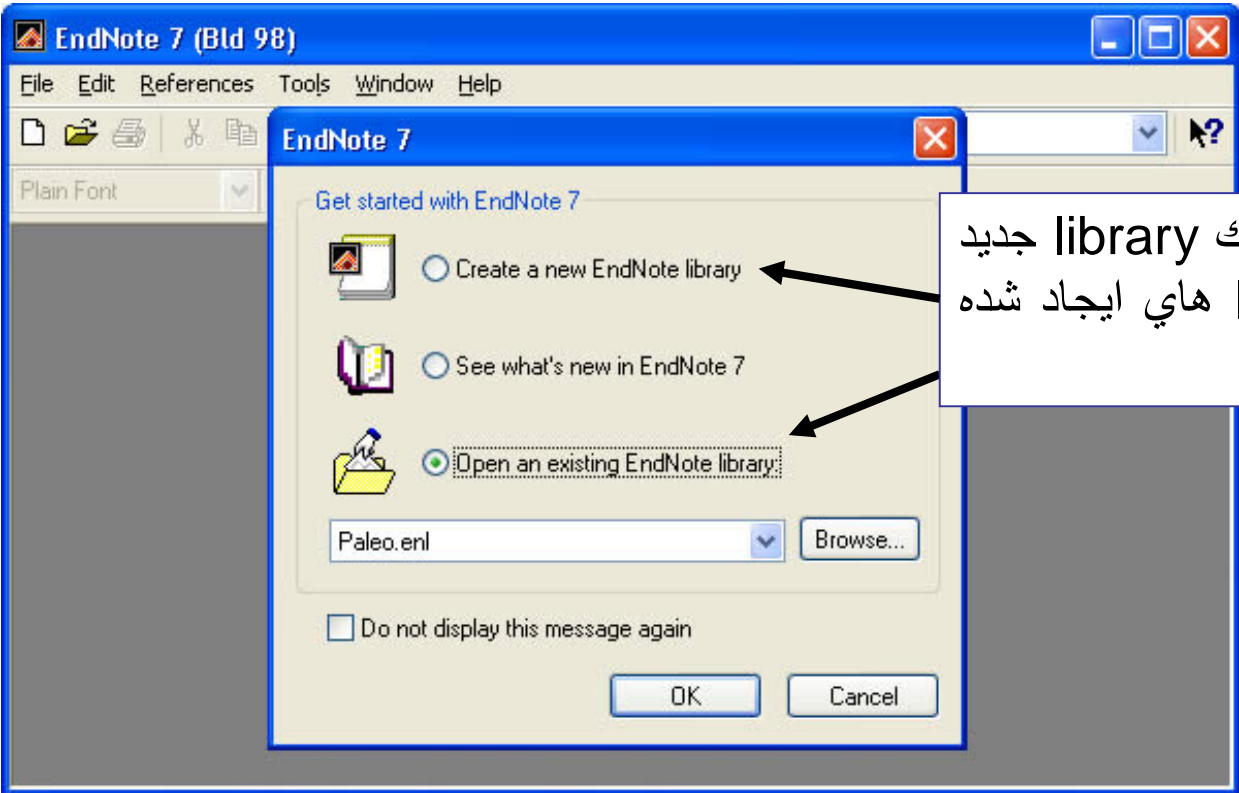 EndNote 7 (Bld 98)
File Edit References Tools Window Help
Plain Font
EndNote 7
Get started with EndNote 7
Create a new EndNote library
See what's new in EndNote 7
Open an existing EndNote library:
Paleo.enl
Browse...
Do not display this message again
OK Cancel
library جديد
هاي ايجاد شده